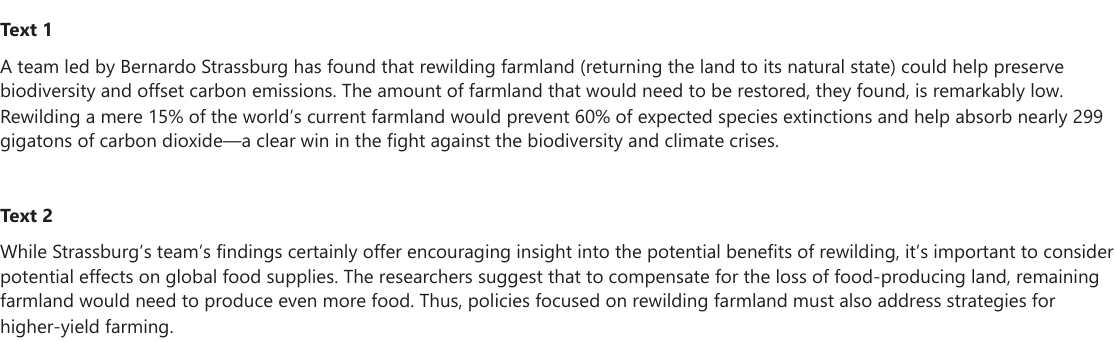 Text 1
A team led by Bernardo Strassburg has found that rewilding farmland (returning the land to its natural state) could help preserve
biodiversity and offset carbon emissions. The amount of farmland that would need to be restored, they found, is remarkably low.
Rewilding a mere 15% of the world’s current farmland would prevent 60% of expected species extinctions and help absorb nearly 299
gigatons of carbon dioxide—a clear win in the fight against the biodiversity and climate crises.
Text 2
While Strassburg’s team’s findings certainly offer encouraging insight into the potential benefits of rewilding, it’s important to consider
potential effects on global food supplies. The researchers suggest that to compensate for the loss of food-producing land, remaining
farmland would need to produce even more food. Thus, policies focused on rewilding farmland must also address strategies for
higher-yield farming.